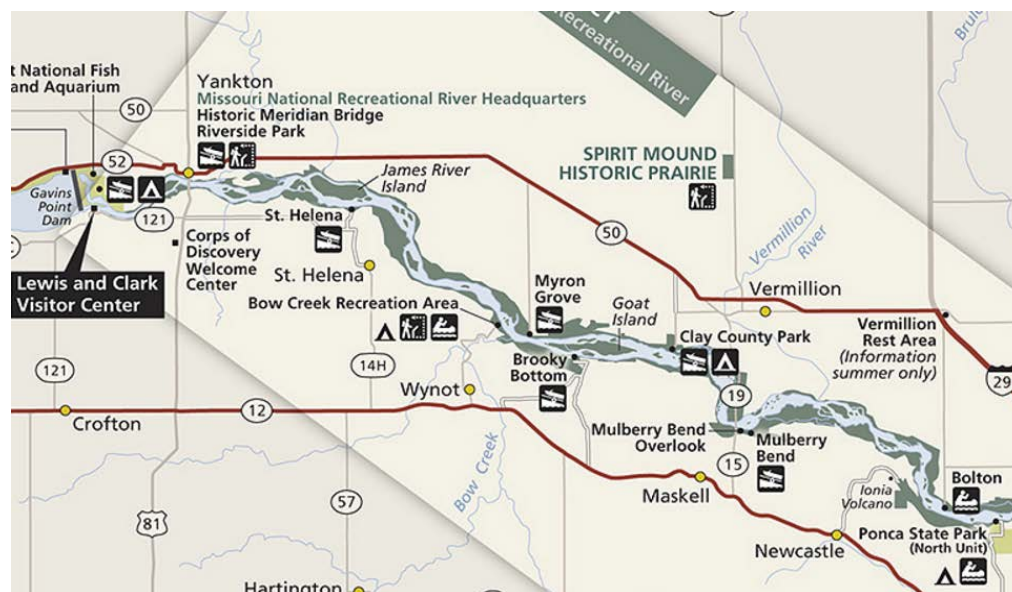 CT
Recreational River
t National Fish
and Aquarium
Yankton
Missouri National Recreational River Headquarters
Historic Meridian Bridge
Riverside Park
50
52
James River
Island
SPIRIT MOUND
HISTORIC PRAIRIE
Gavins
Point
Dam
121
St. Helena
Corps of
Discovery
Welcome
Center
St. Helena
50
Vermillion
River
Lewis and Clark
Visitor Center
Myron
Grove
Goat
Island
Vermillion
Bow Creek Recreation Area
Clay County Park
Vermillion
Rest Area
(Information
summer only)
Brooky
Bottom
121
14H
Wynot
19
29
Crofton
12
Mulberry Bend
Overlook
Mulberry
Bend
15
Bow Creek
Maskell
Ionia
Volcano
Bolton
57
81
Newcastle
Ponca State Park
(North Unit)
Hartington